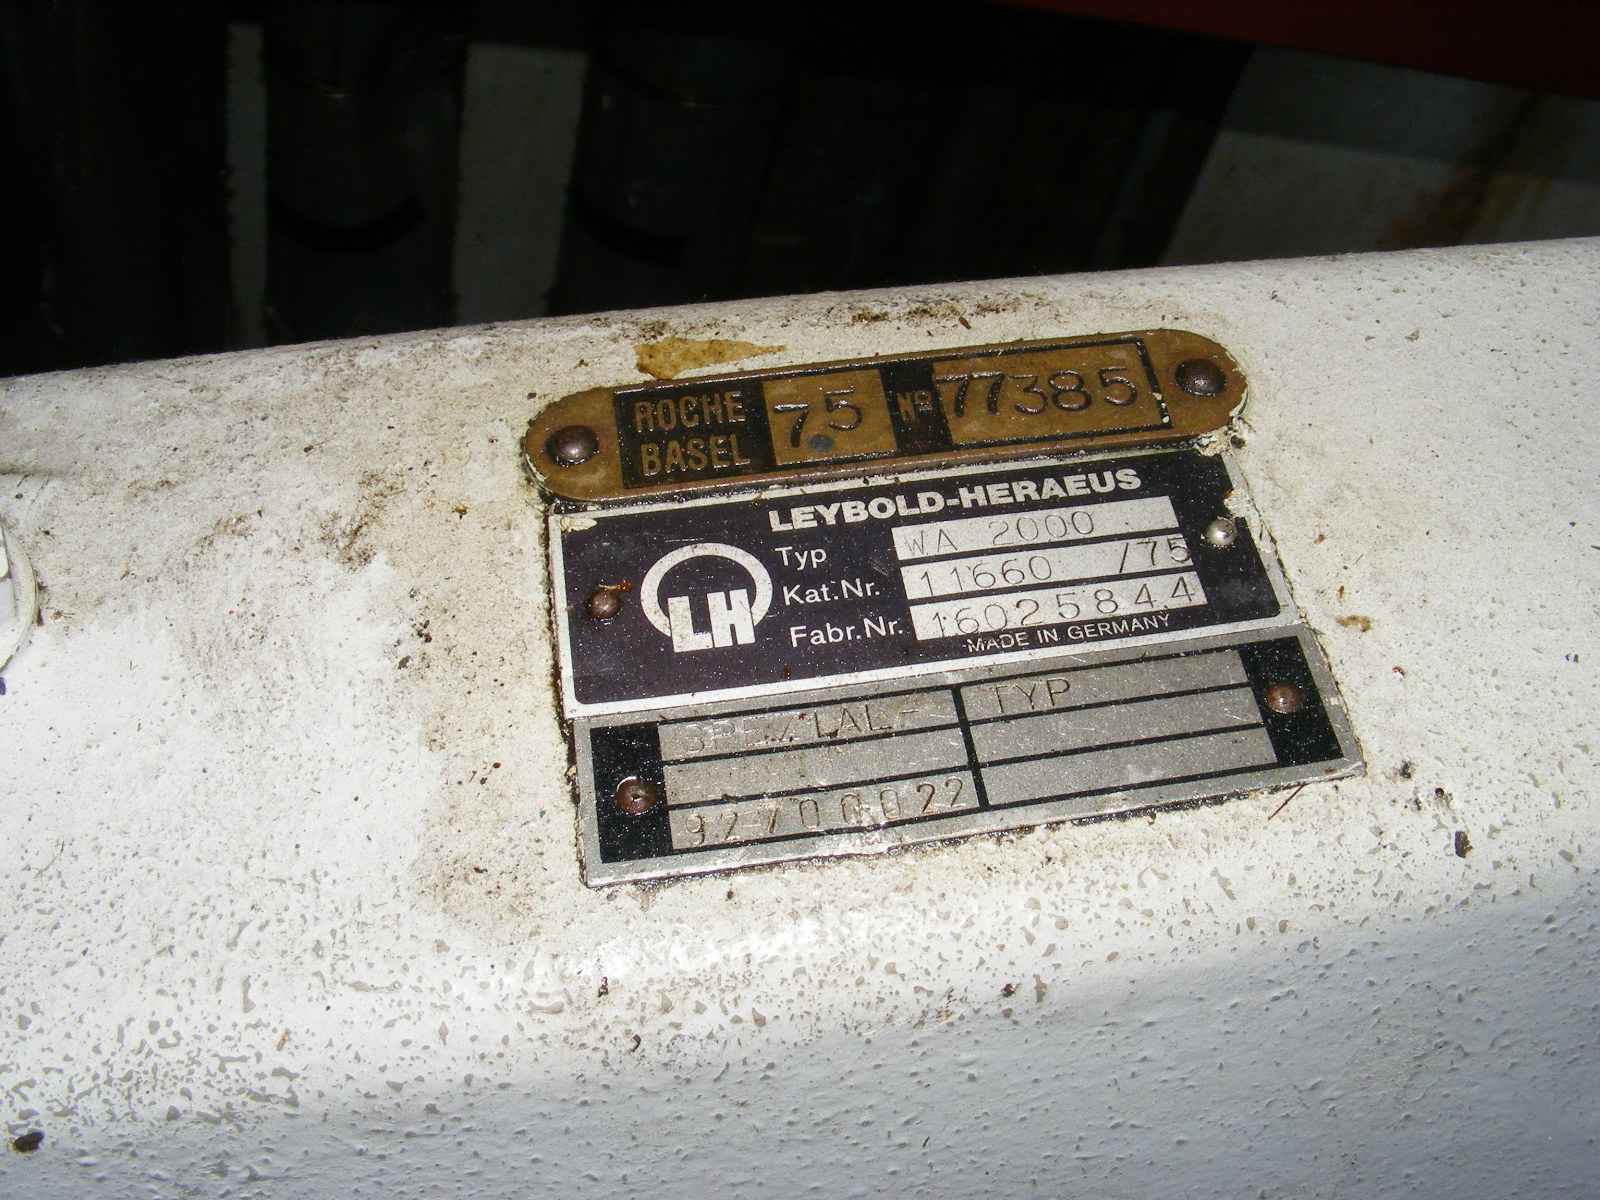 ROCHE BASEL 75 No 77385
LEYBOLD-HERAEUS
LH
Typ WA 2000
Kat.Nr. 11660 /75
Fabr.Nr. 16025844
MADE IN GERMANY
SPEZIAL- TYP
92-700022